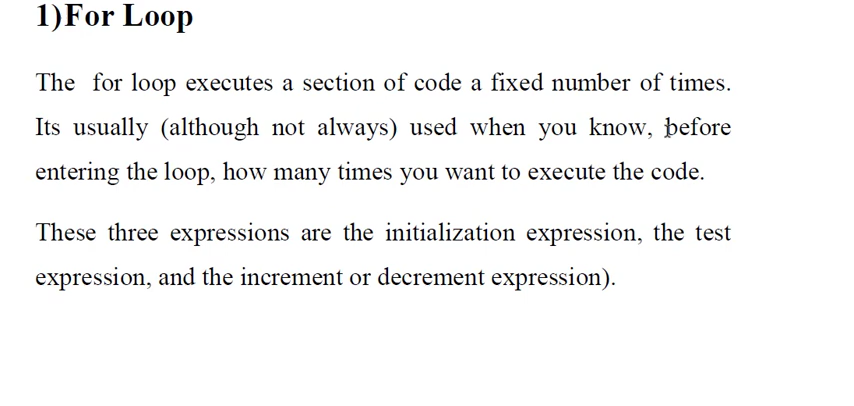 1)For Loop
The for loop executes a section of code a fixed number of times.
Its usually (although not always) used when you know, before
entering the loop, how many times you want to execute the code.
These three expressions are the initialization expression, the test
expression, and the increment or decrement expression).